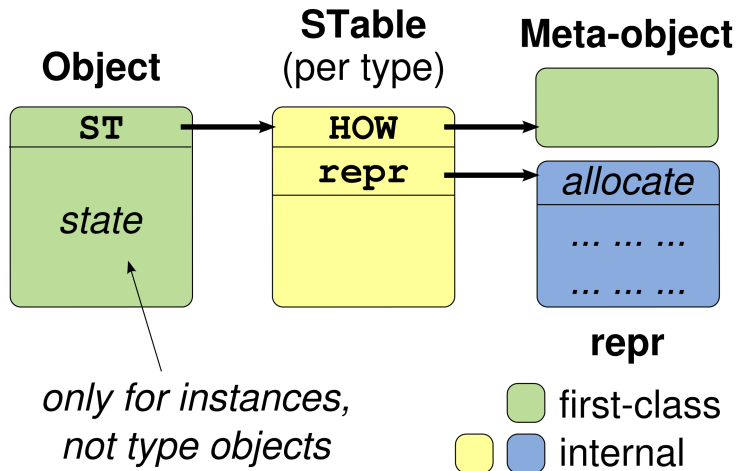 Object
ST
state
only for instances,
not type objects
STable
(per type)
HOW
repr
Meta-object
allocate
... ... ...
... ... ...
repr
first-class
internal